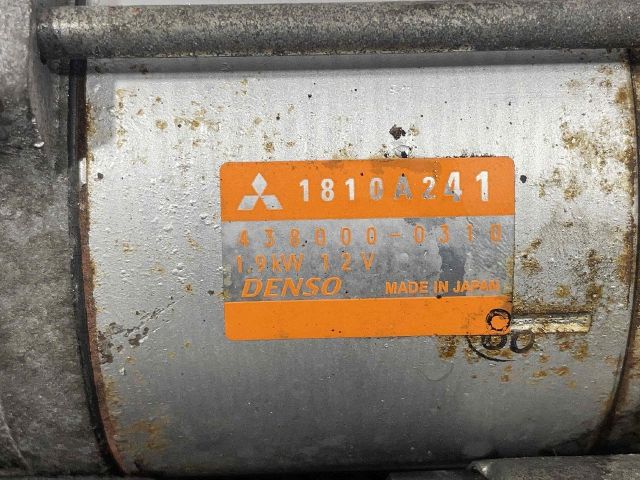 1810A241
438000-0310
1.9kW 12V
DENSO MADE IN JAPAN